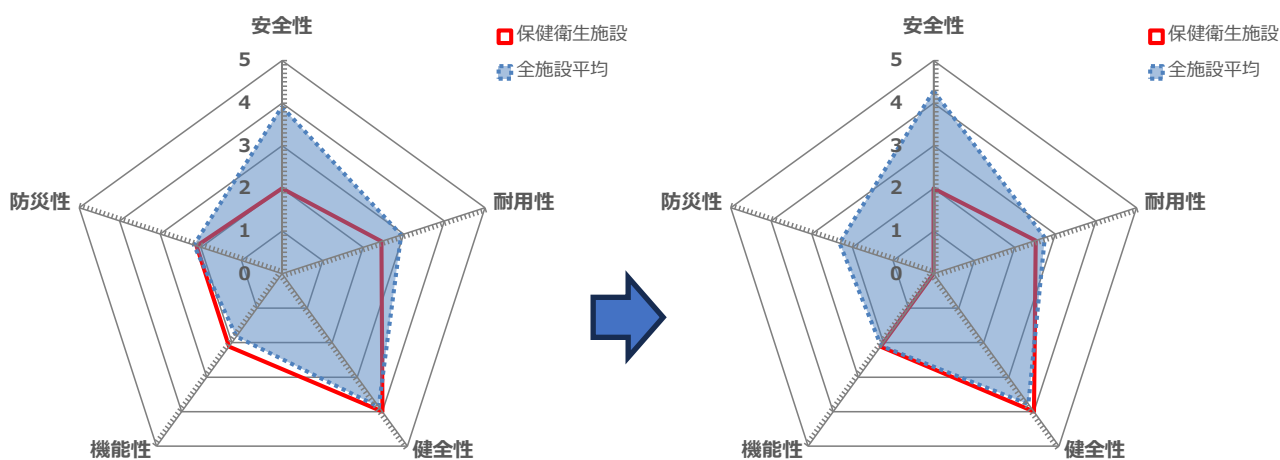 安全性
保健衛生施設
全施設平均
5
4
3
2
1
0
防災性
耐用性
機能性
健全性
安全性
保健衛生施設
全施設平均
5
4
3
2
1
0
防災性
耐用性
機能性
健全性